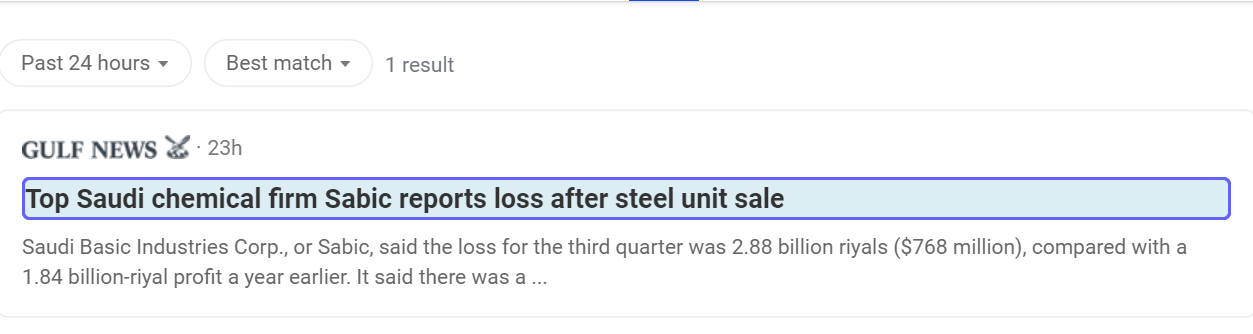 Past 24 hours
Best match
1 result
GULF NEWS · 23h
Top Saudi chemical firm Sabic reports loss after steel unit sale
Saudi Basic Industries Corp., or Sabic, said the loss for the third quarter was 2.88 billion riyals ($768 million), compared with a
1.84 billion-riyal profit a year earlier. It said there was a ...